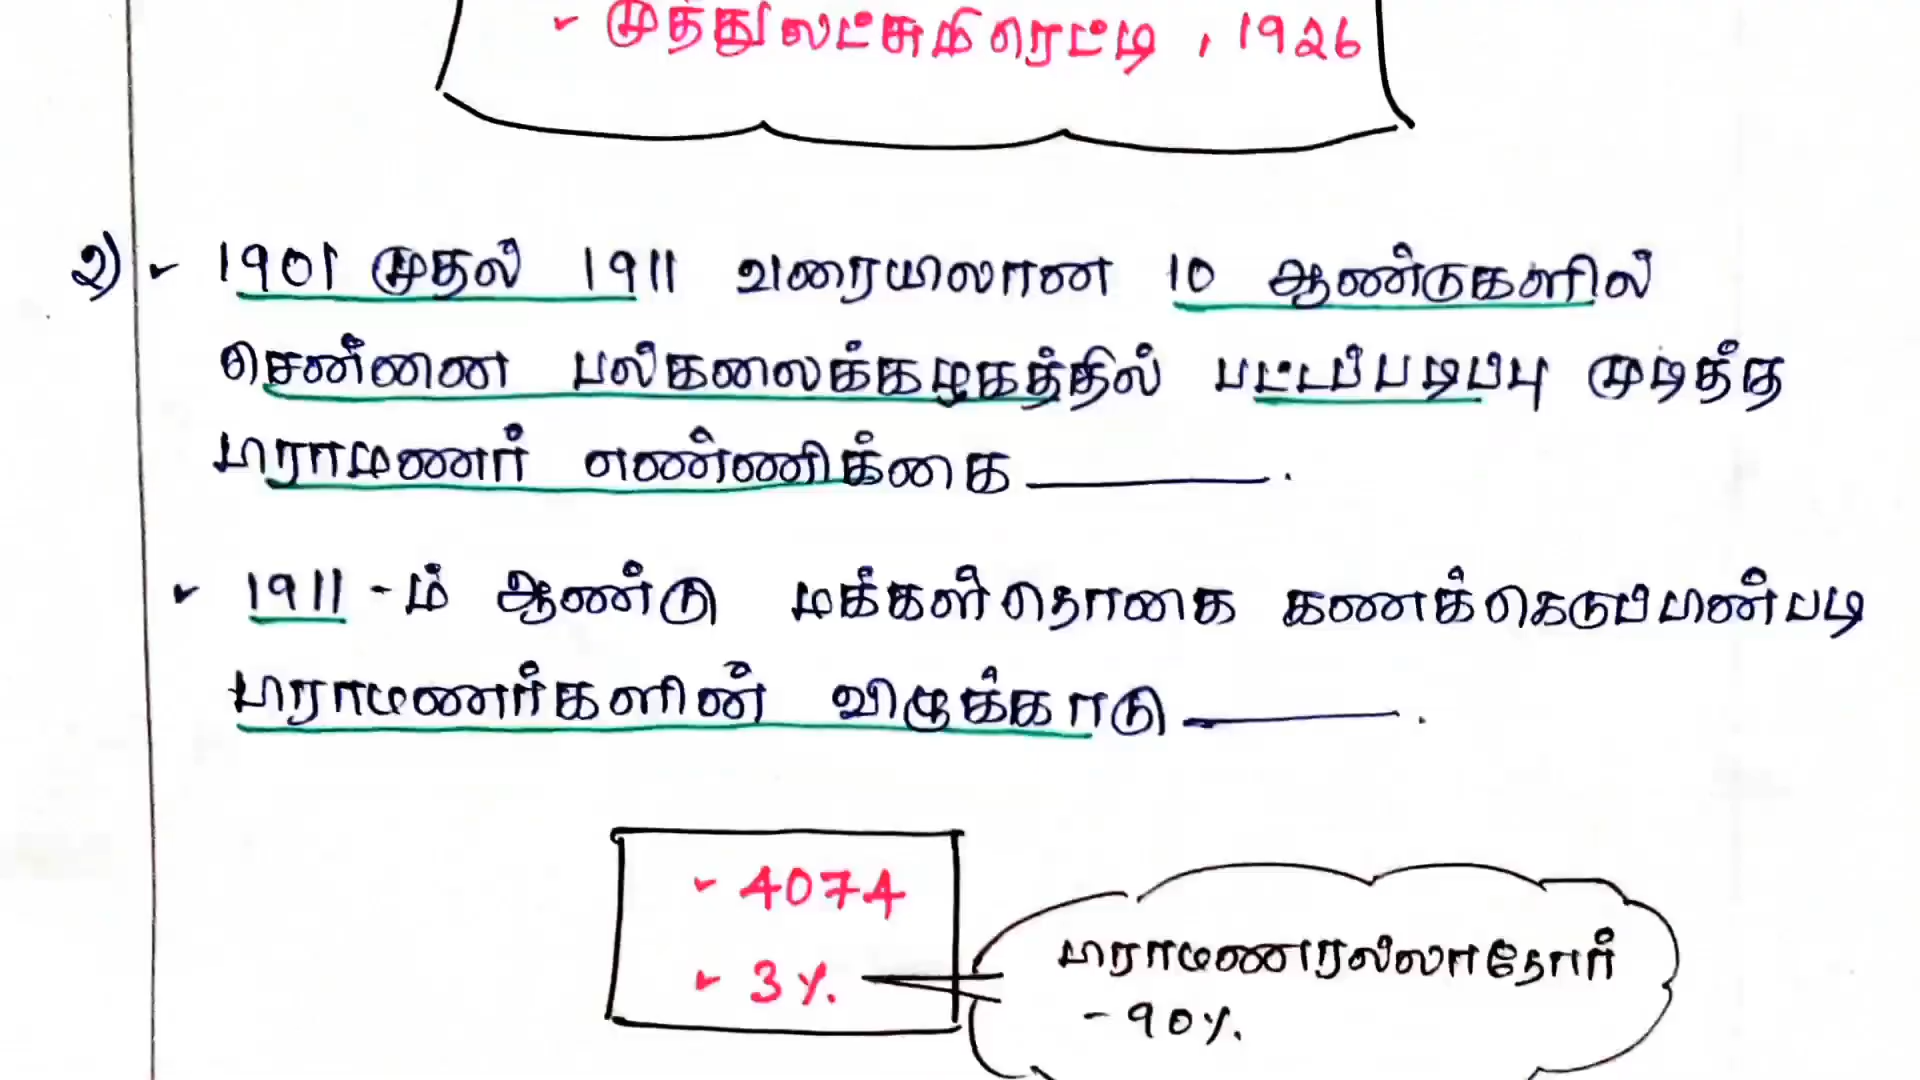 - முத்துலட்சுமிரெட்டி, 1926
2) - 1901 முதல் 1911 வரையிலான 10 ஆண்டுகளில்
சென்னை பல்கலைக்கழகத்தில் பட்டப்படிப்பு முடித்த
பிராமணர் எண்ணிக்கை ______.
- 1911 -ம் ஆண்டு மக்கள்தொகை கணக்கெடுப்பின்படி
பிராமணர்களின் விழுக்காடு ______.
- 4074
- 3%.
பிராமணரல்லாதோர்
- 90%.